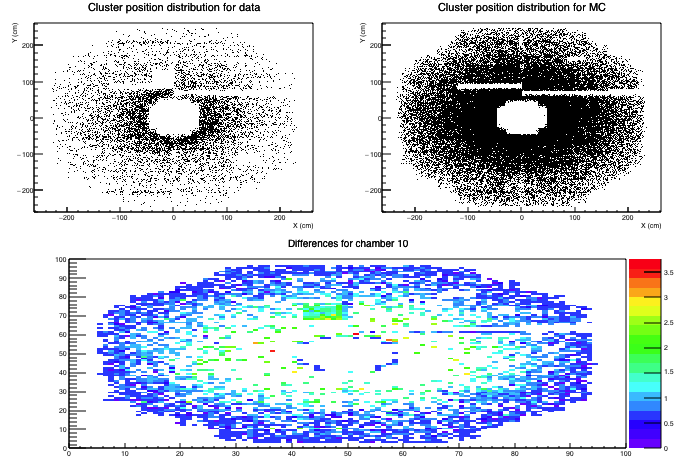 Cluster position distribution for data
Cluster position distribution for MC
Y (cm)
200
100
0
−100
−200
−200 −100 0 100 200
X (cm)
Y (cm)
200
100
0
−100
−200
−200 −100 0 100 200
X (cm)
Differences for chamber 10
100
90
80
70
60
50
40
30
20
10
0
0 10 20 30 40 50 60 70 80 90 100
3.5
3
2.5
2
1.5
1
0.5
0